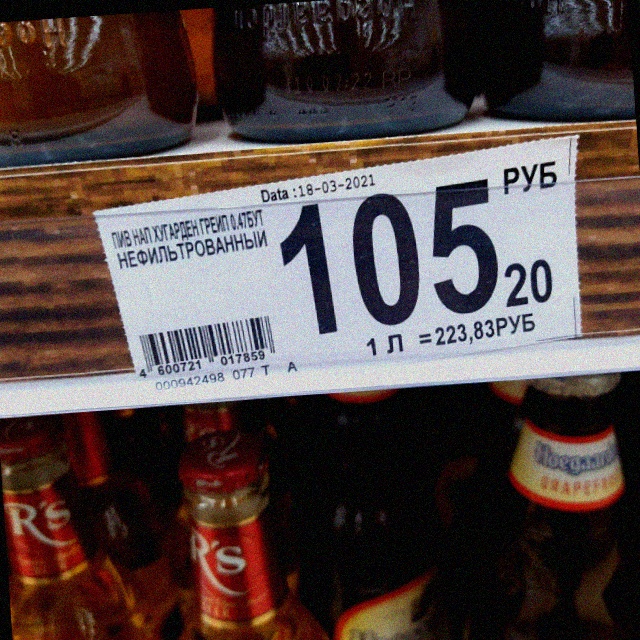 Data :18-03-2021
ПИВ НАП.ХУГАРДЕН ГРЕЙП 0.47БУТ
НЕФИЛЬТРОВАННЫЙ
105
РУБ
20
1 Л =223,83РУБ
4 600721 017859
000942498 077 Т А
R's
R's